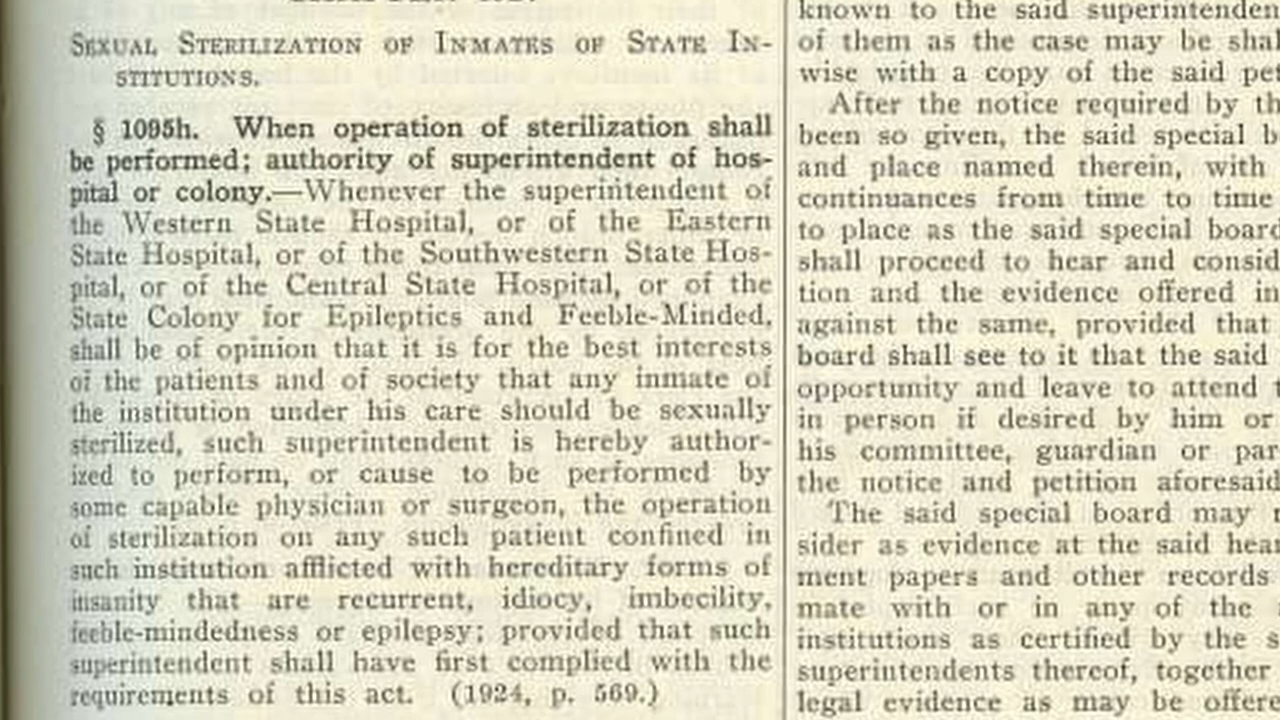 SEXUAL STERILIZATION OF INMATES OF STATE IN-
STITUTIONS.
§ 1095h. When operation of sterilization shall
be performed; authority of superintendent of hos-
pital or colony.—Whenever the superintendent of
the Western State Hospital, or of the Eastern
State Hospital, or of the Southwestern State Hos-
pital, or of the Central State Hospital, or of the
State Colony for Epileptics and Feeble-Minded,
shall be of opinion that it is for the best interests
of the patients and of society that any inmate of
the institution under his care should be sexually
sterilized, such superintendent is hereby author-
ized to perform, or cause to be performed by
some capable physician or surgeon, the operation
of sterilization on any such patient confined in
such institution afflicted with hereditary forms of
insanity that are recurrent, idiocy, imbecility,
feeble-mindedness or epilepsy; provided that such
superintendent shall have first complied with the
requirements of this act. (1924, p. 569.)
known to the said superintenden
of them as the case may be shal
wise with a copy of the said pet
After the notice required by th
been so given, the said special b
and place named therein, with
continuances from time to time
to place as the said special board
shall proceed to hear and consid
tion and the evidence offered in
against the same, provided that
board shall see to it that the said
opportunity and leave to attend
in person if desired by him or
his committee, guardian or par
the notice and petition aforesaid
The said special board may
sider as evidence at the said hear
ment papers and other records
mate with or in any of the
institutions as certified by the s
superintendents thereof, together
legal evidence as may be offere